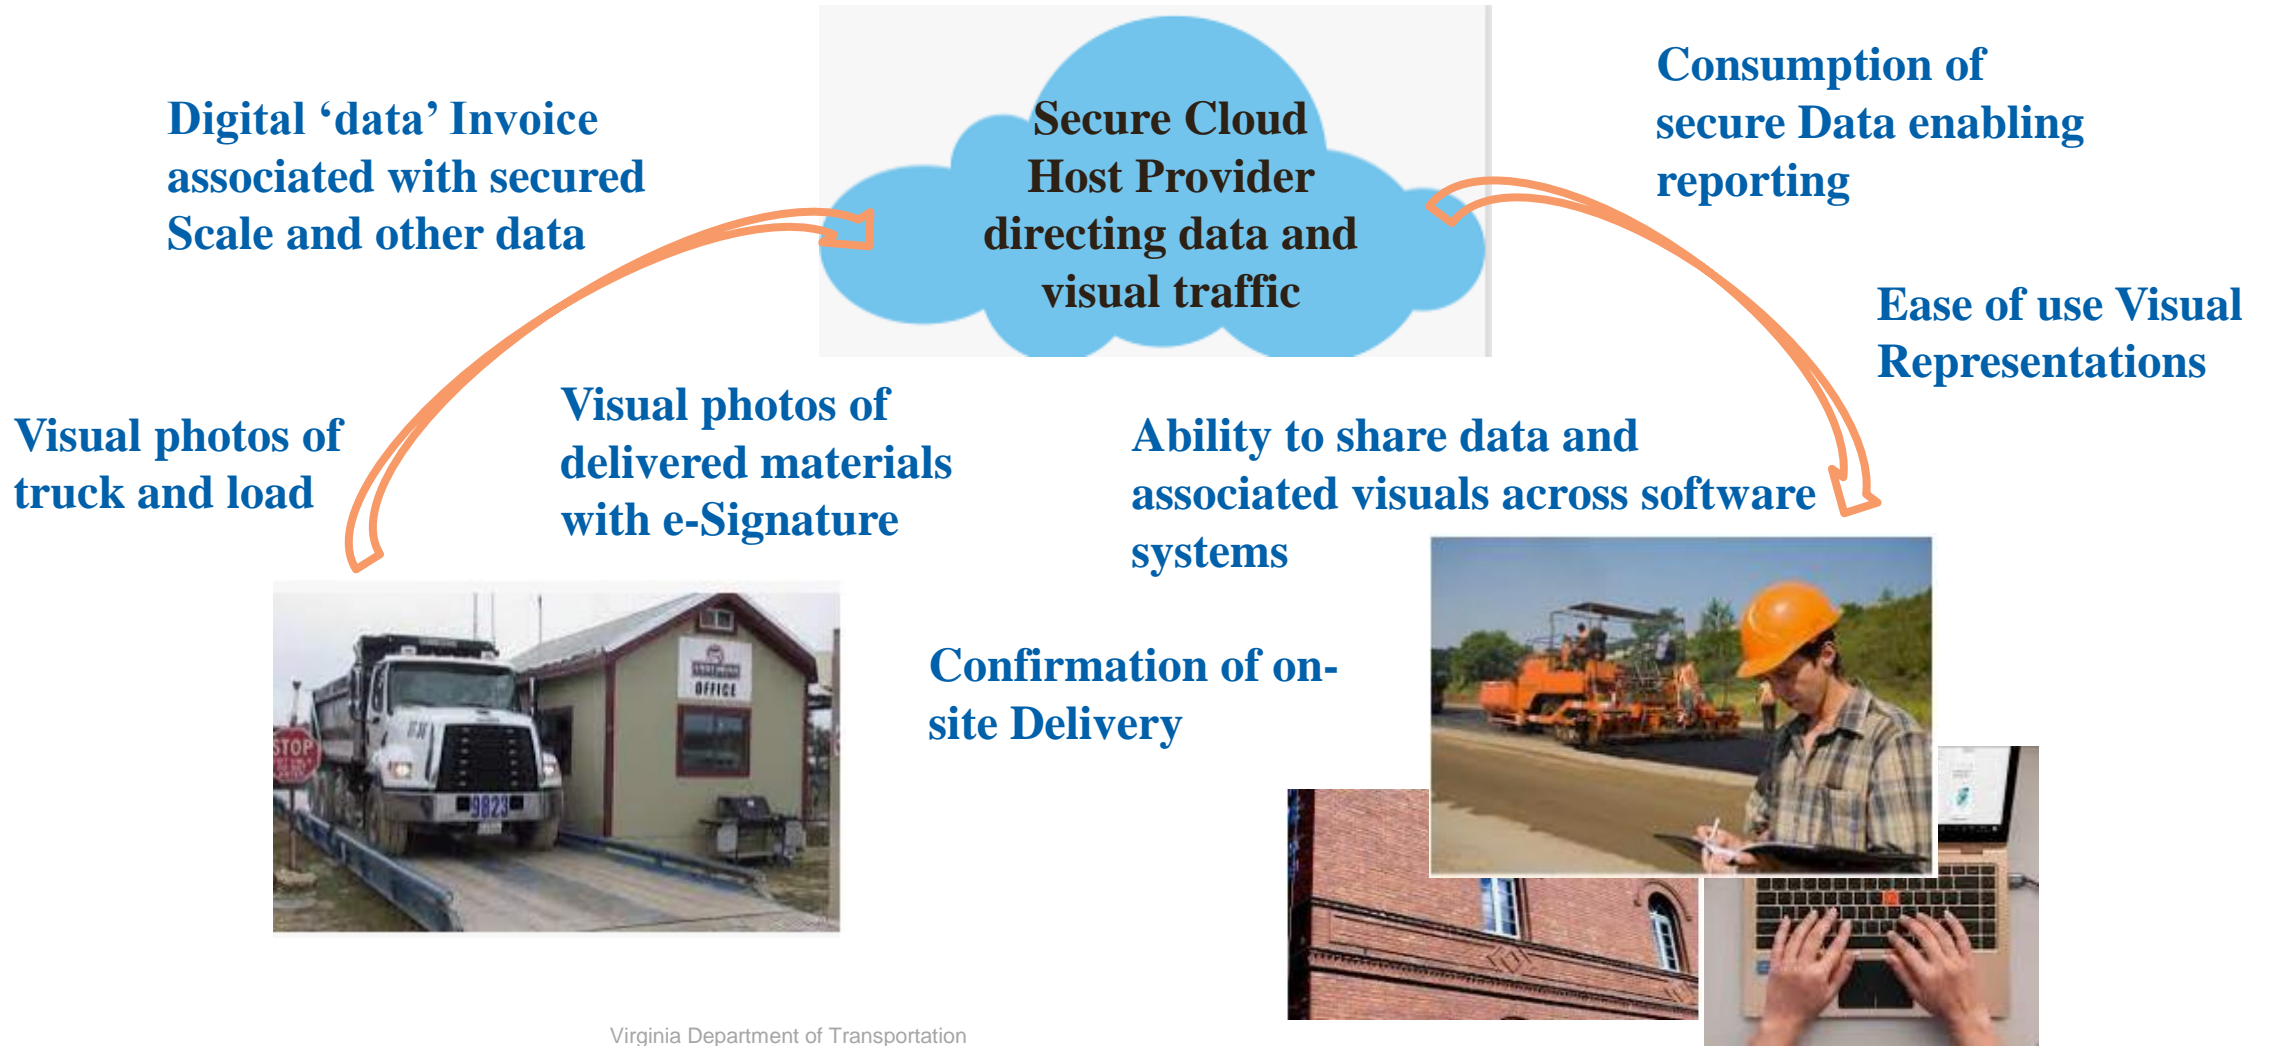 Digital ‘data’ Invoice
associated with secured
Scale and other data
Secure Cloud
Host Provider
directing data and
visual traffic
Consumption of
secure Data enabling
reporting
Ease of use Visual
Representations
Visual photos of
truck and load
Visual photos of
delivered materials
with e-Signature
Ability to share data and
associated visuals across software
systems
Confirmation of on-
site Delivery
OFFICE
STOP
9823
Virginia Department of Transportation